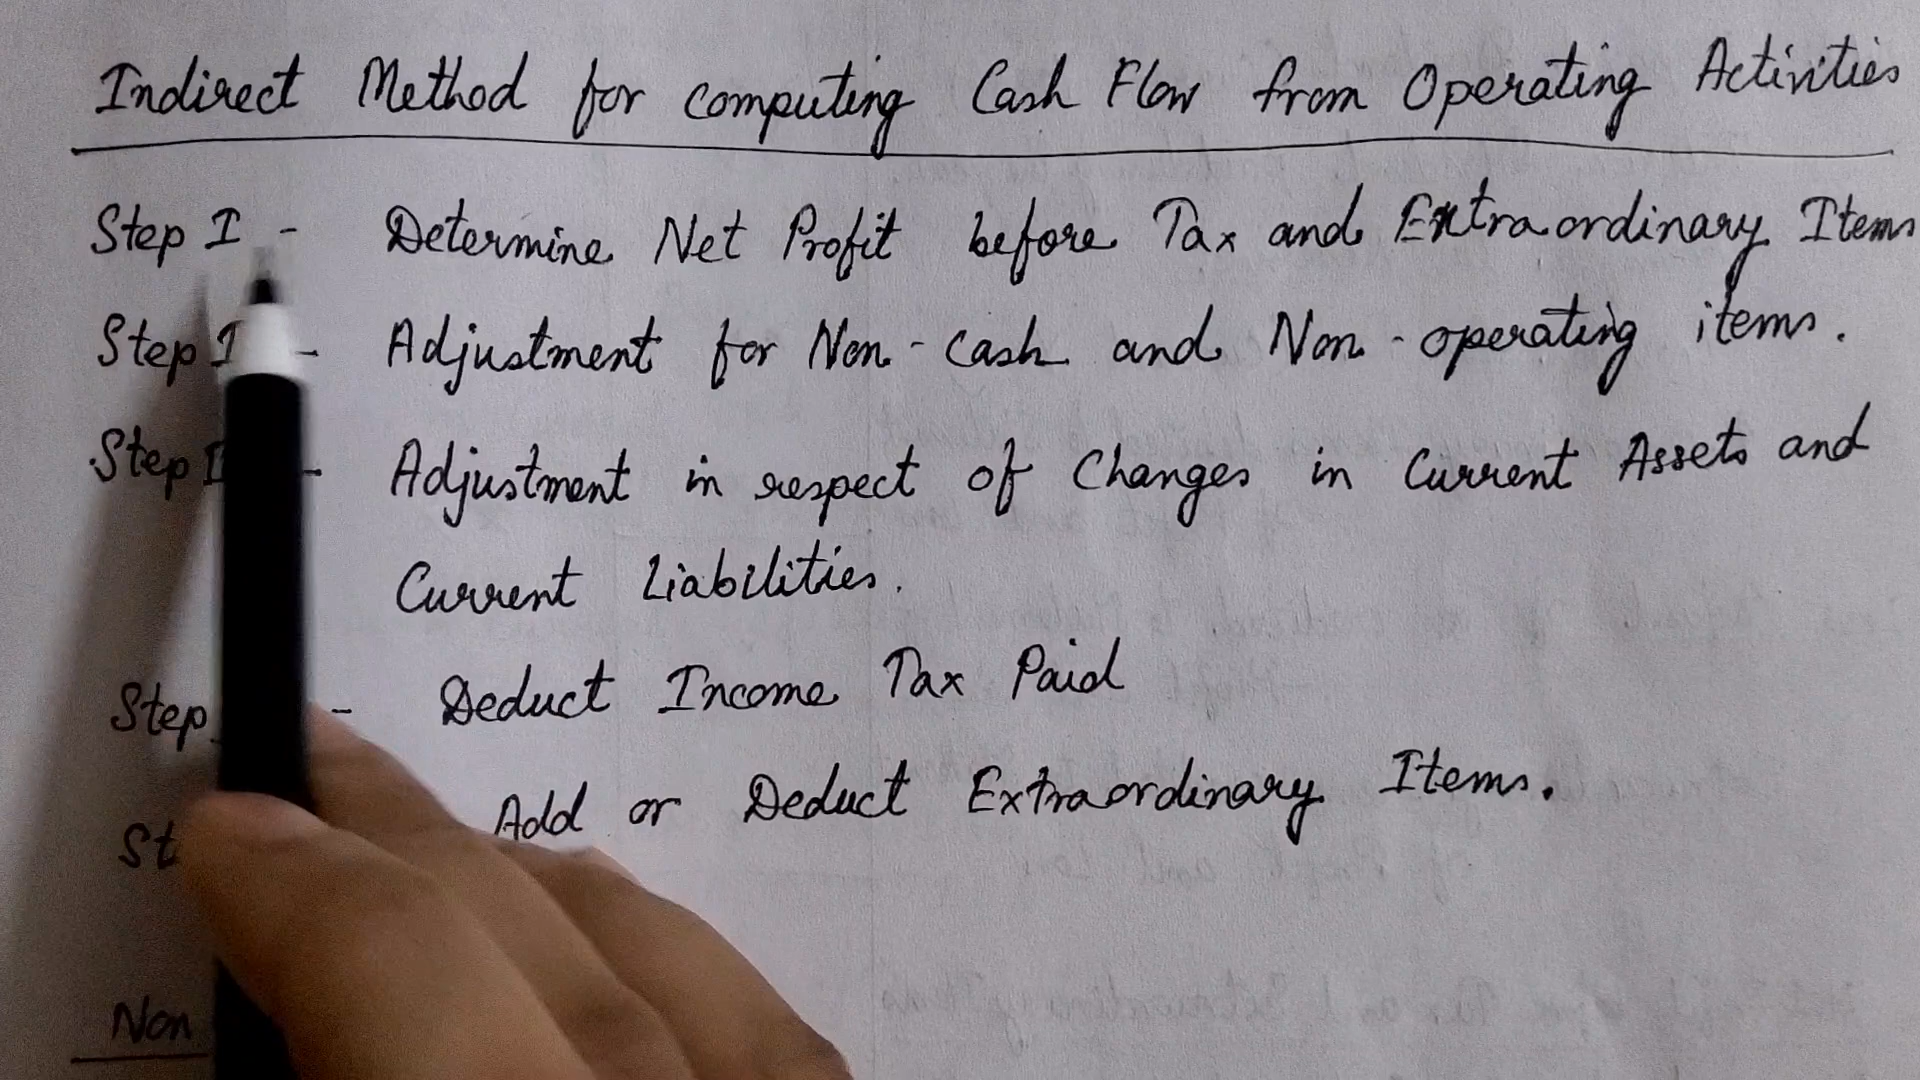 Indirect Method for computing Cash Flow from Operating Activities
Step I - Determine Net Profit before Tax and Extraordinary Items
Step - Adjustment for Non-cash and Non-operating items.
Step - Adjustment in respect of Changes in Current Assets and
Current Liabilities.
Step - Deduct Income Tax Paid
Add or Deduct Extraordinary Items.
Non